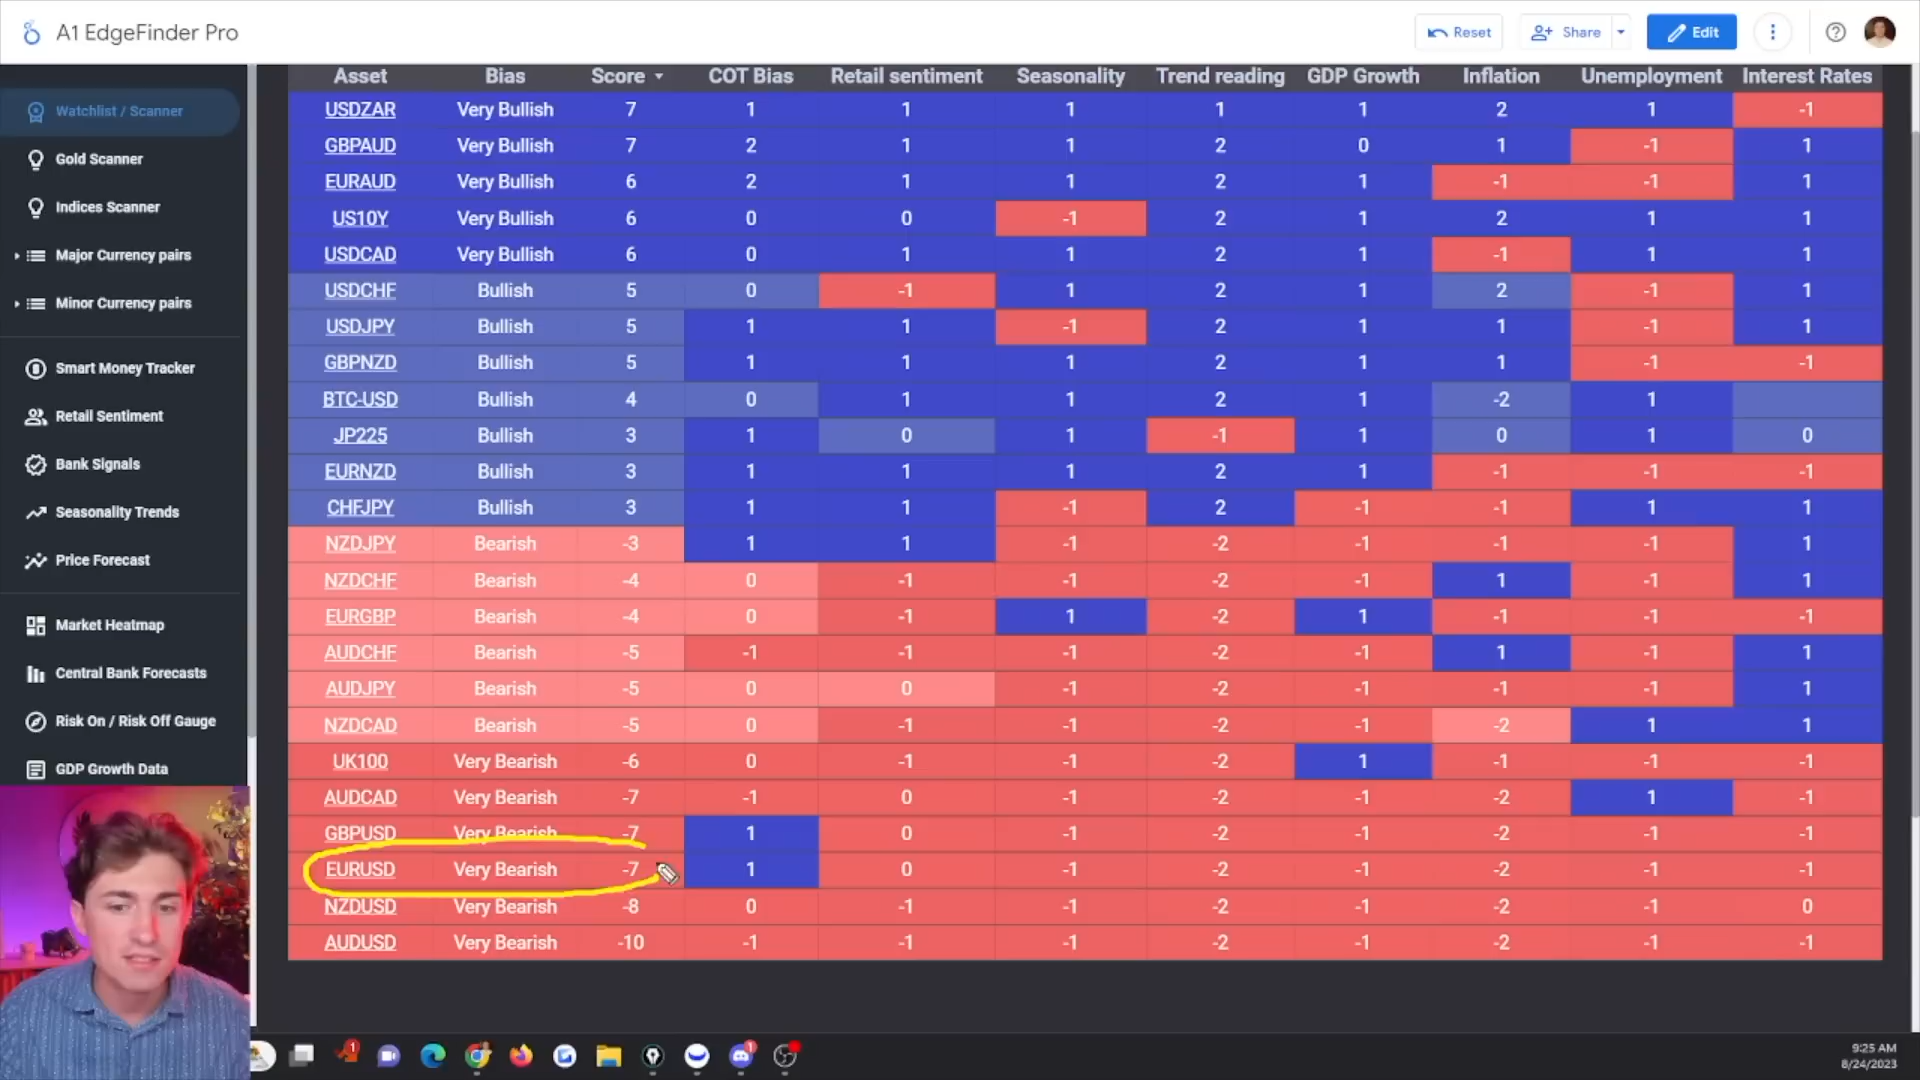 A1 EdgeFinder Pro
Reset
Share
Edit
Watchlist / Scanner
Gold Scanner
Indices Scanner
Major Currency pairs
Minor Currency pairs
Smart Money Tracker
Retail Sentiment
Bank Signals
Seasonality Trends
Price Forecast
Market Heatmap
Central Bank Forecasts
Risk On / Risk Off Gauge
GDP Growth Data
Asset Bias Score COT Bias Retail sentiment Seasonality Trend reading GDP Growth Inflation Unemployment Interest Rates
USDZAR Very Bullish 7 1 1 1 1 1 2 1 -1
GBPAUD Very Bullish 7 2 1 1 2 0 1 -1 1
EURAUD Very Bullish 6 2 1 1 2 1 -1 -1 1
US10Y Very Bullish 6 0 0 -1 2 1 2 1 1
USDCAD Very Bullish 6 0 1 1 2 1 -1 1 1
USDCHF Bullish 5 0 -1 1 2 1 2 -1 1
USDJPY Bullish 5 1 1 -1 2 1 1 -1 1
GBPNZD Bullish 5 1 1 1 2 1 1 -1 -1
BTC-USD Bullish 4 0 1 1 2 1 -2 1
JP225 Bullish 3 1 0 1 -1 1 0 1 0
EURNZD Bullish 3 1 1 1 2 1 -1 -1 -1
CHFJPY Bullish 3 1 1 -1 2 -1 -1 1 1
NZDJPY Bearish -3 1 1 -1 -2 -1 -1 -1 1
NZDCHF Bearish -4 0 -1 -1 -2 -1 1 -1 1
EURGBP Bearish -4 0 -1 1 -2 1 -1 -1 -1
AUDCHF Bearish -5 -1 -1 -1 -2 -1 1 -1 1
AUDJPY Bearish -5 0 0 -1 -2 -1 -1 -1 1
NZDCAD Bearish -5 0 -1 -1 -2 -1 -2 1 1
UK100 Very Bearish -6 0 -1 -1 -2 1 -1 -1 -1
AUDCAD Very Bearish -7 -1 0 -1 -2 -1 -2 1 -1
GBPUSD Very Bearish -7 1 0 -1 -2 -1 -2 -1 -1
EURUSD Very Bearish -7 1 0 -1 -2 -1 -2 -1 -1
NZDUSD Very Bearish -8 0 -1 -1 -2 -1 -2 -1 0
AUDUSD Very Bearish -10 -1 -1 -1 -2 -1 -2 -1 -1
1
1
9:25 AM
8/24/2023